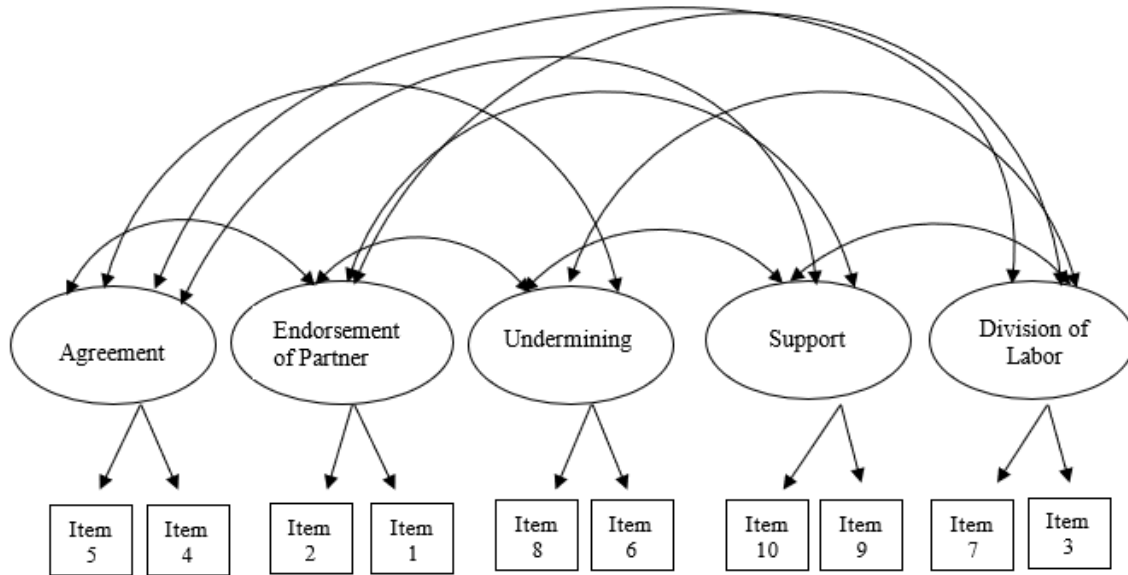 Agreement
Endorsement
of Partner
Undermining
Support
Division of
Labor
Item
5
Item
4
Item
2
Item
1
Item
8
Item
6
Item
10
Item
9
Item
7
Item
3